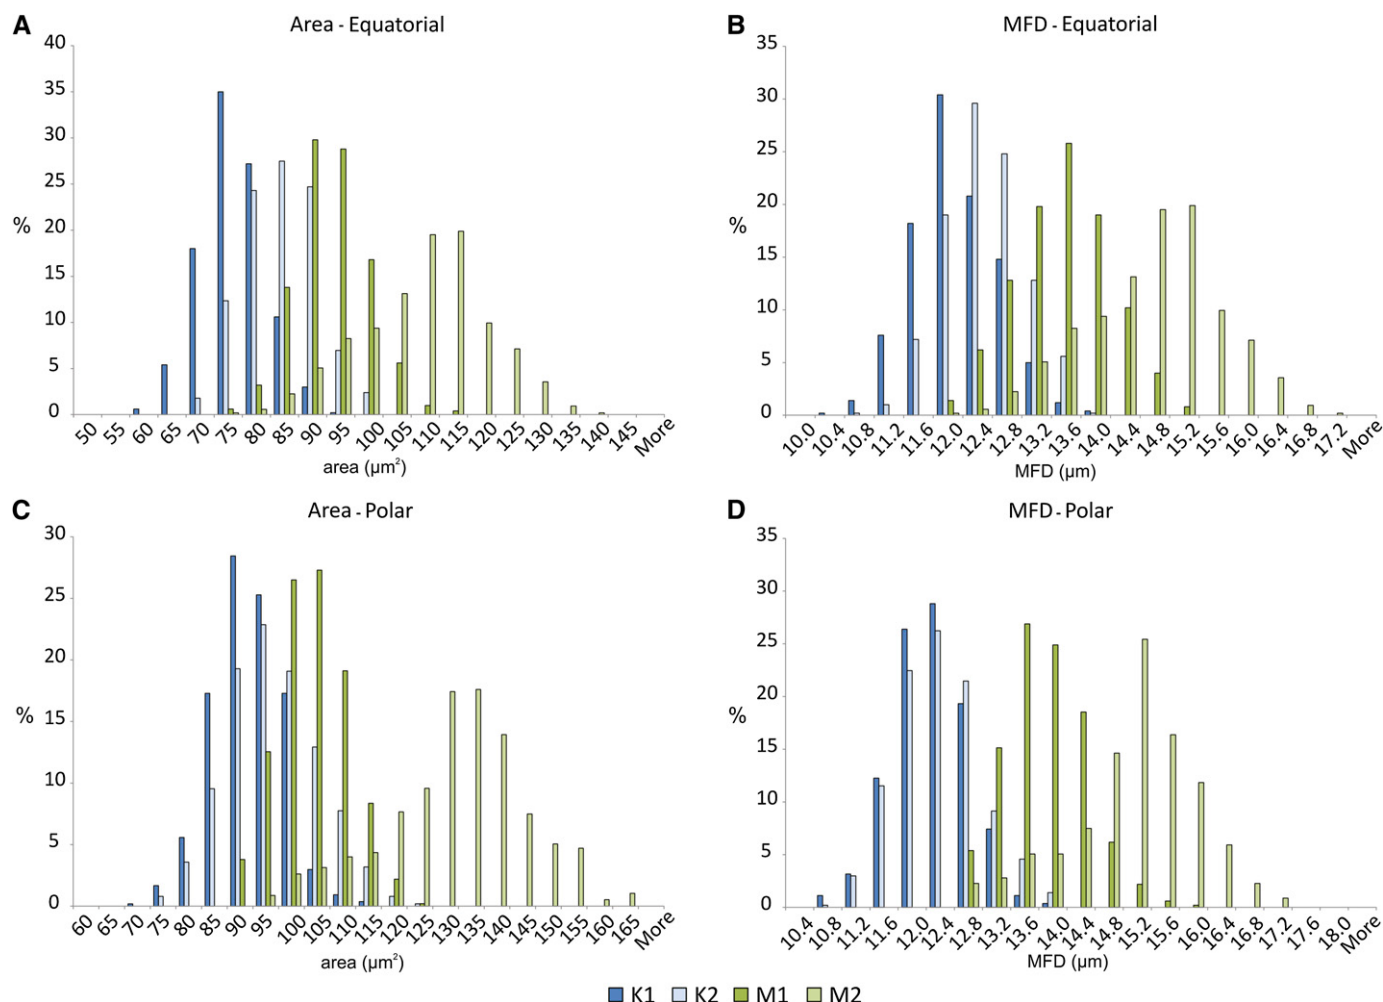 A
Area - Equatorial
40
35
30
25
20
15
10
5
0
%
50 55 60 65 70 75 80 85 90 95 100 105 110 115 120 125 130 135 140 145 More
area (µm²)
B
MFD - Equatorial
35
30
25
20
15
10
5
0
%
10.0 10.4 10.8 11.2 11.6 12.0 12.4 12.8 13.2 13.6 14.0 14.4 14.8 15.2 15.6 16.0 16.4 16.8 17.2 More
MFD (µm)
C
Area - Polar
30
25
20
15
10
5
0
%
60 65 70 75 80 85 90 95 100 105 110 115 120 125 130 135 140 145 150 155 160 165 More
area (µm²)
D
MFD - Polar
35
30
25
20
15
10
5
0
%
10.4 10.8 11.2 11.6 12.0 12.4 12.8 13.2 13.6 14.0 14.4 14.8 15.2 15.6 16.0 16.4 16.8 17.2 17.6 18.0 More
MFD (µm)
K1 K2 M1 M2